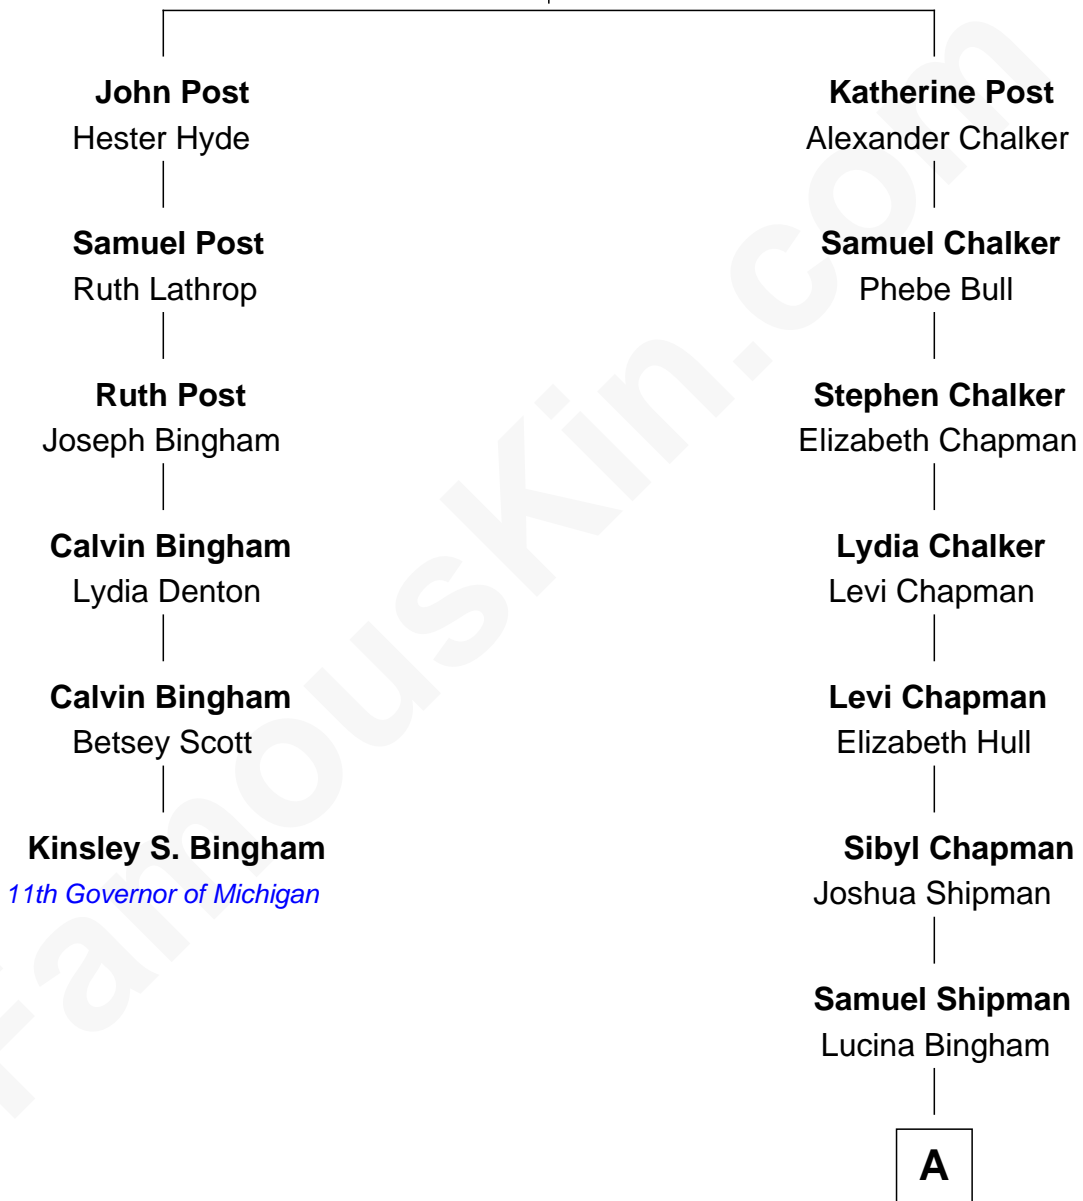 John Post
Hester Hyde
Samuel Post
Ruth Lathrop
Ruth Post
Joseph Bingham
Calvin Bingham
Lydia Denton
Calvin Bingham
Betsey Scott
Kinsley S. Bingham
11th Governor of Michigan
Katherine Post
Alexander Chalker
Samuel Chalker
Phebe Bull
Stephen Chalker
Elizabeth Chapman
Lydia Chalker
Levi Chapman
Levi Chapman
Elizabeth Hull
Sibyl Chapman
Joshua Shipman
Samuel Shipman
Lucina Bingham
A
FamousKin.com